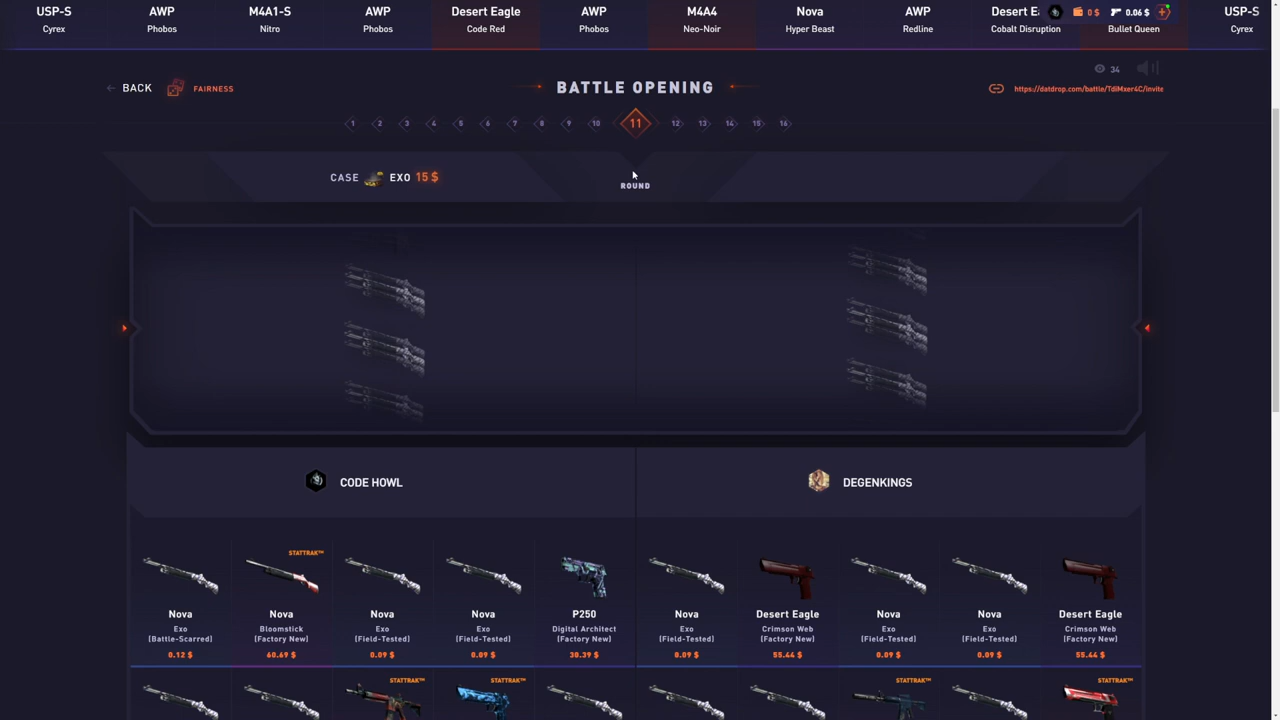 USP-S
Cyrex
AWP
Phobos
M4A1-S
Nitro
AWP
Phobos
Desert Eagle
Code Red
AWP
Phobos
M4A4
Neo-Noir
Nova
Hyper Beast
AWP
Redline
Desert E
Cobalt Disruption
0 $
0.06 $
Bullet Queen
USP-S
Cyrex
34
← BACK
FAIRNESS
BATTLE OPENING
https://datdrop.com/battle/TdiMxer4C/invite
1 2 3 4 5 6 7 8 9 10 11 12 13 14 15 16
CASE EXO 15 $
ROUND
CODE HOWL
DEGENKINGS
Nova
Exo
[Battle-Scarred]
0.12 $
STATTRAK™
Nova
Bloomstick
[Factory New]
60.69 $
Nova
Exo
[Field-Tested]
0.09 $
Nova
Exo
[Field-Tested]
0.09 $
P250
Digital Architect
[Factory New]
30.39 $
Nova
Exo
[Field-Tested]
0.09 $
Desert Eagle
Crimson Web
[Factory New]
55.44 $
Nova
Exo
[Field-Tested]
0.09 $
Nova
Exo
[Field-Tested]
0.09 $
Desert Eagle
Crimson Web
[Factory New]
55.44 $
STATTRAK™
STATTRAK™
STATTRAK™
STATTRAK™